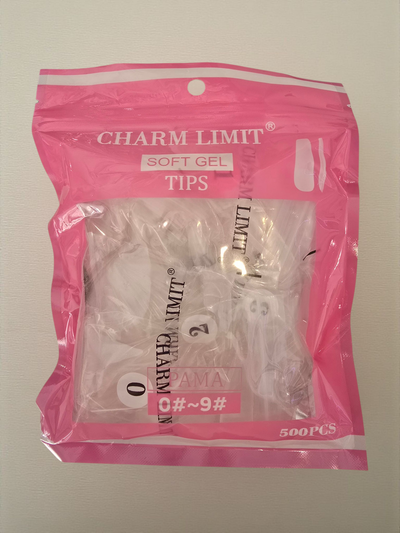 CHARM LIMIT®
SOFT GEL
TIPS
CHARM LIMIT
CHARM LIMIT®
2
0
0#~9#
500PCS